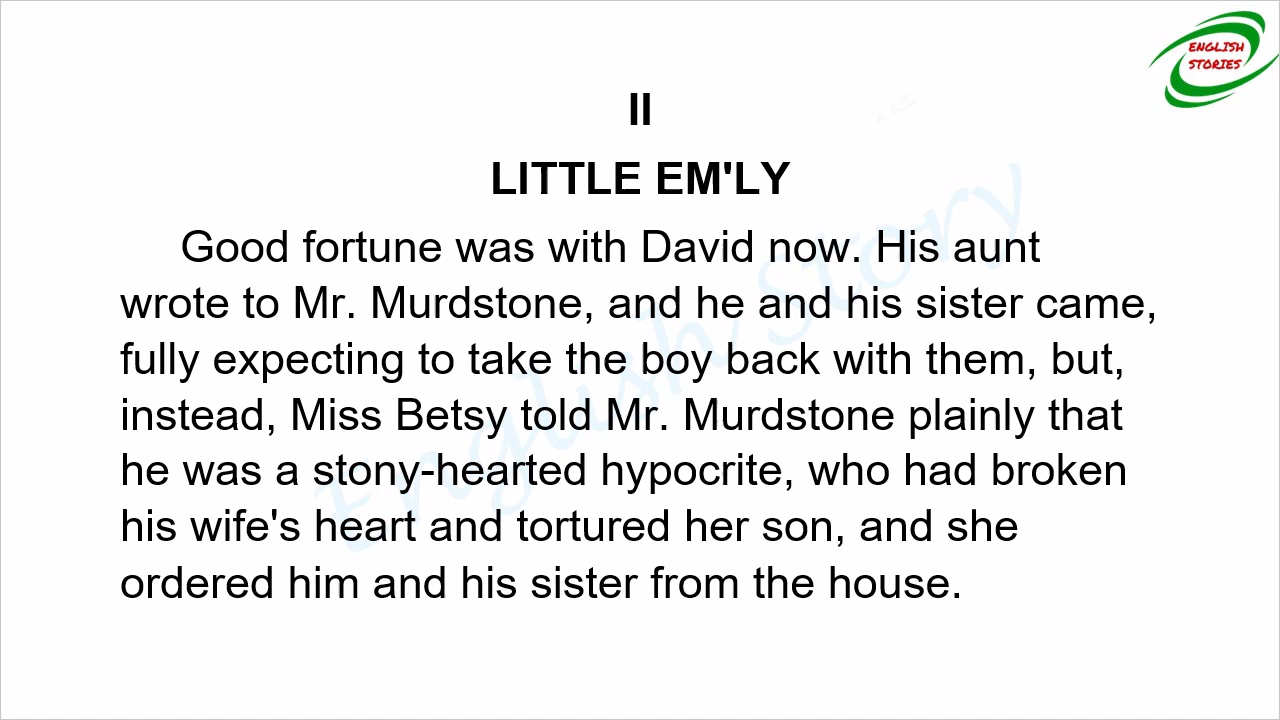 ENGLISH
STORIES
II
LITTLE EM'LY
Good fortune was with David now. His aunt
wrote to Mr. Murdstone, and he and his sister came,
fully expecting to take the boy back with them, but,
instead, Miss Betsy told Mr. Murdstone plainly that
he was a stony-hearted hypocrite, who had broken
his wife's heart and tortured her son, and she
ordered him and his sister from the house.
English Story